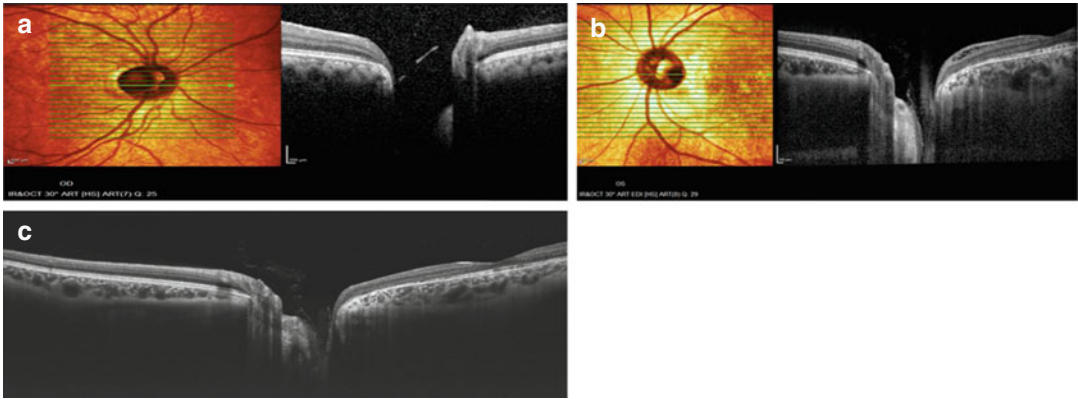 a
OD
IR&OCT 30° ART [HS] ART(7) Q: 25
b
OS
IR&OCT 30° ART EDI [HS] ART(8) Q: 29
c